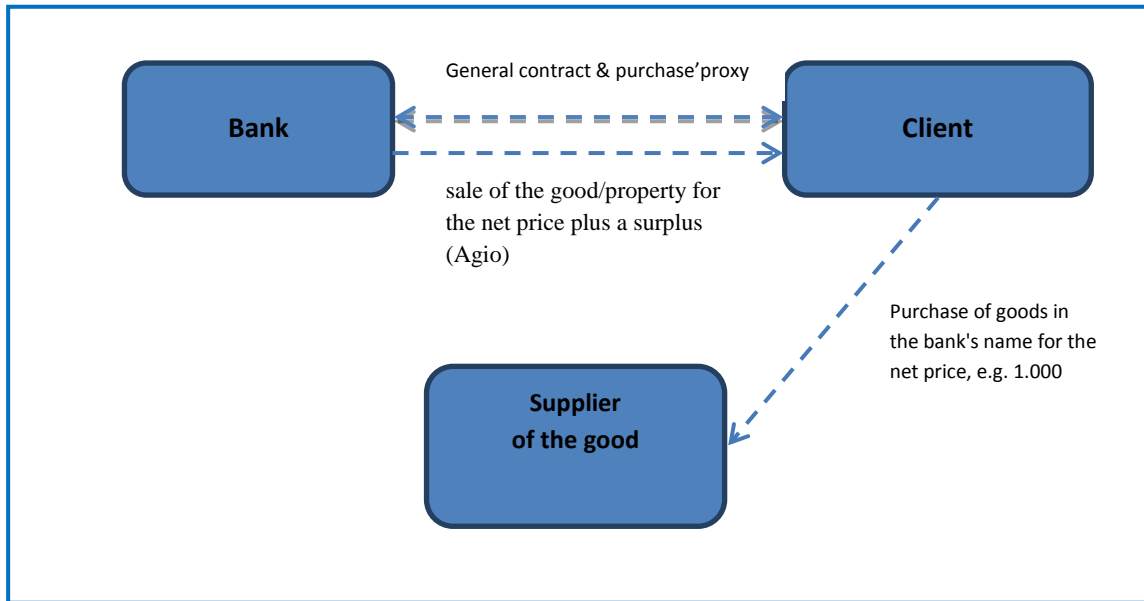 General contract & purchase’proxy
Bank
Client
sale of the good/property for
the net price plus a surplus
(Agio)
Purchase of goods in
the bank's name for the
net price, e.g. 1.000
Supplier
of the good